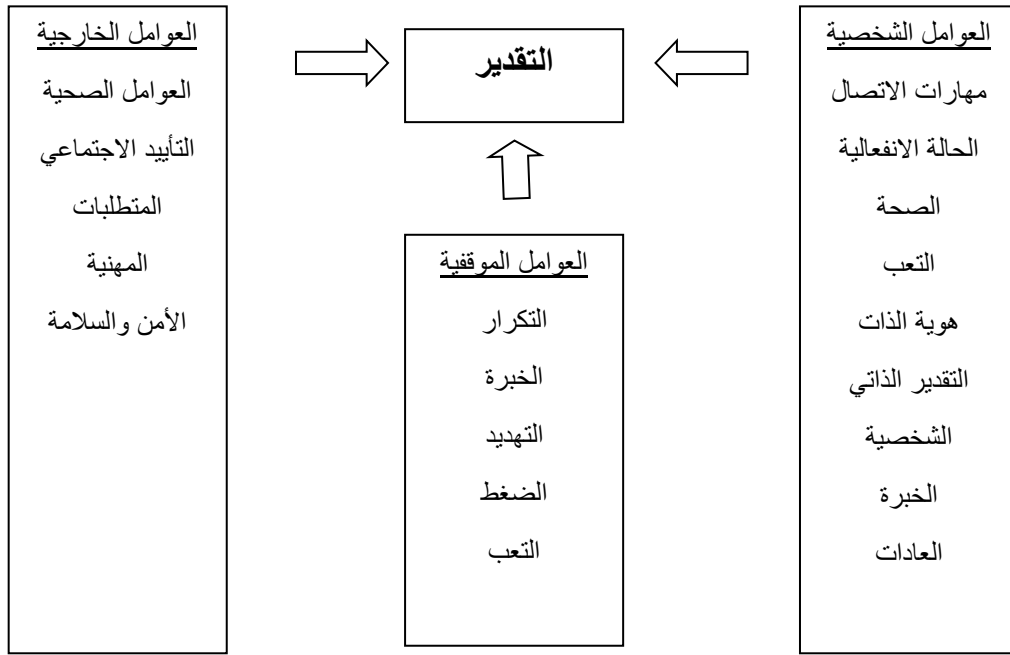 العوامل الشخصية
مهارات الاتصال
الحالة الانفعالية
الصحة
التعب
هوية الذات
التقدير الذاتي
الشخصية
الخبرة
العادات
التقدير
العوامل الموقفية
التكرار
الخبرة
التهديد
الضغط
التعب
العوامل الخارجية
العوامل الصحية
التأييد الاجتماعي
المتطلبات
المهنية
الأمن والسلامة